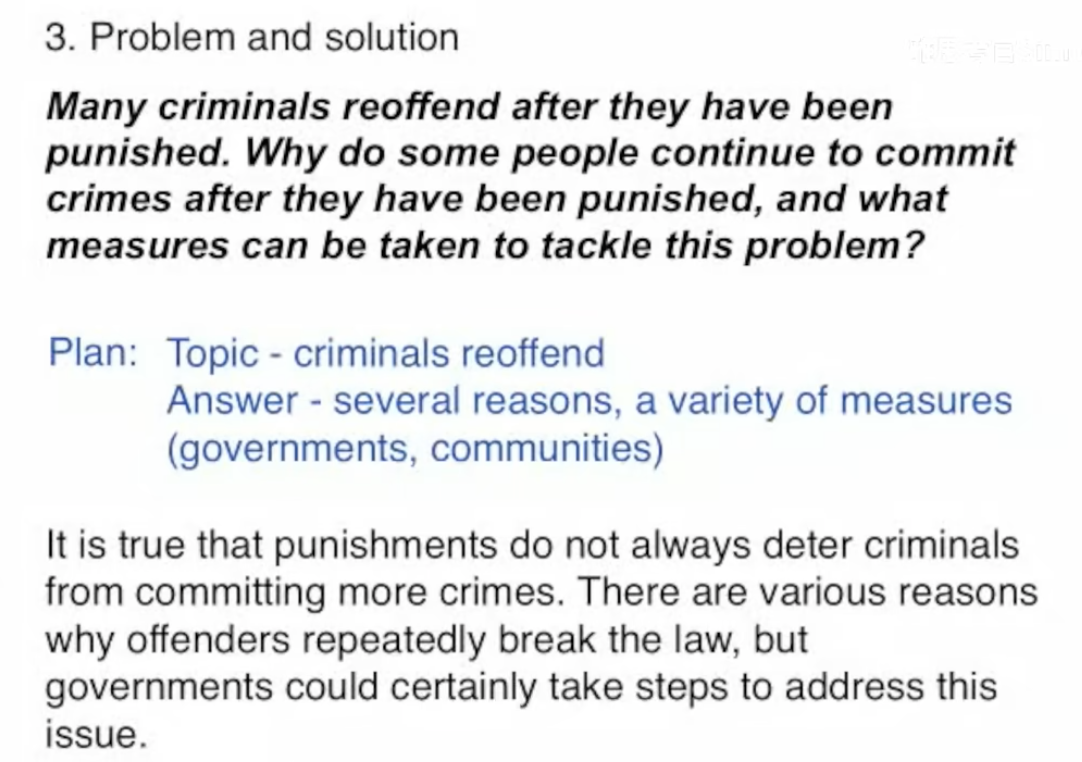 3. Problem and solution
Many criminals reoffend after they have been
punished. Why do some people continue to commit
crimes after they have been punished, and what
measures can be taken to tackle this problem?
Plan: Topic - criminals reoffend
Answer - several reasons, a variety of measures
(governments, communities)
It is true that punishments do not always deter criminals
from committing more crimes. There are various reasons
why offenders repeatedly break the law, but
governments could certainly take steps to address this
issue.